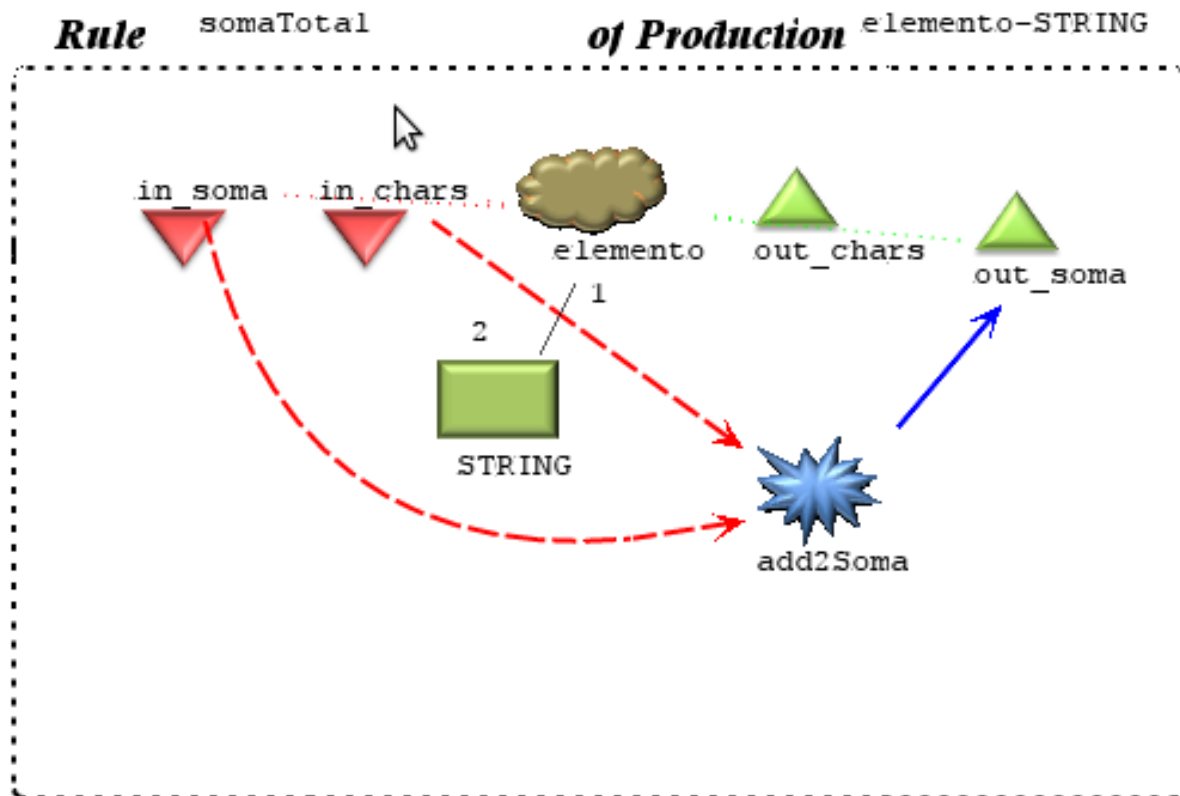 Rule somaTotal of Production elemento-STRING
in_soma in_chars
elemento out_chars
out_soma
1
2
STRING
add2Soma